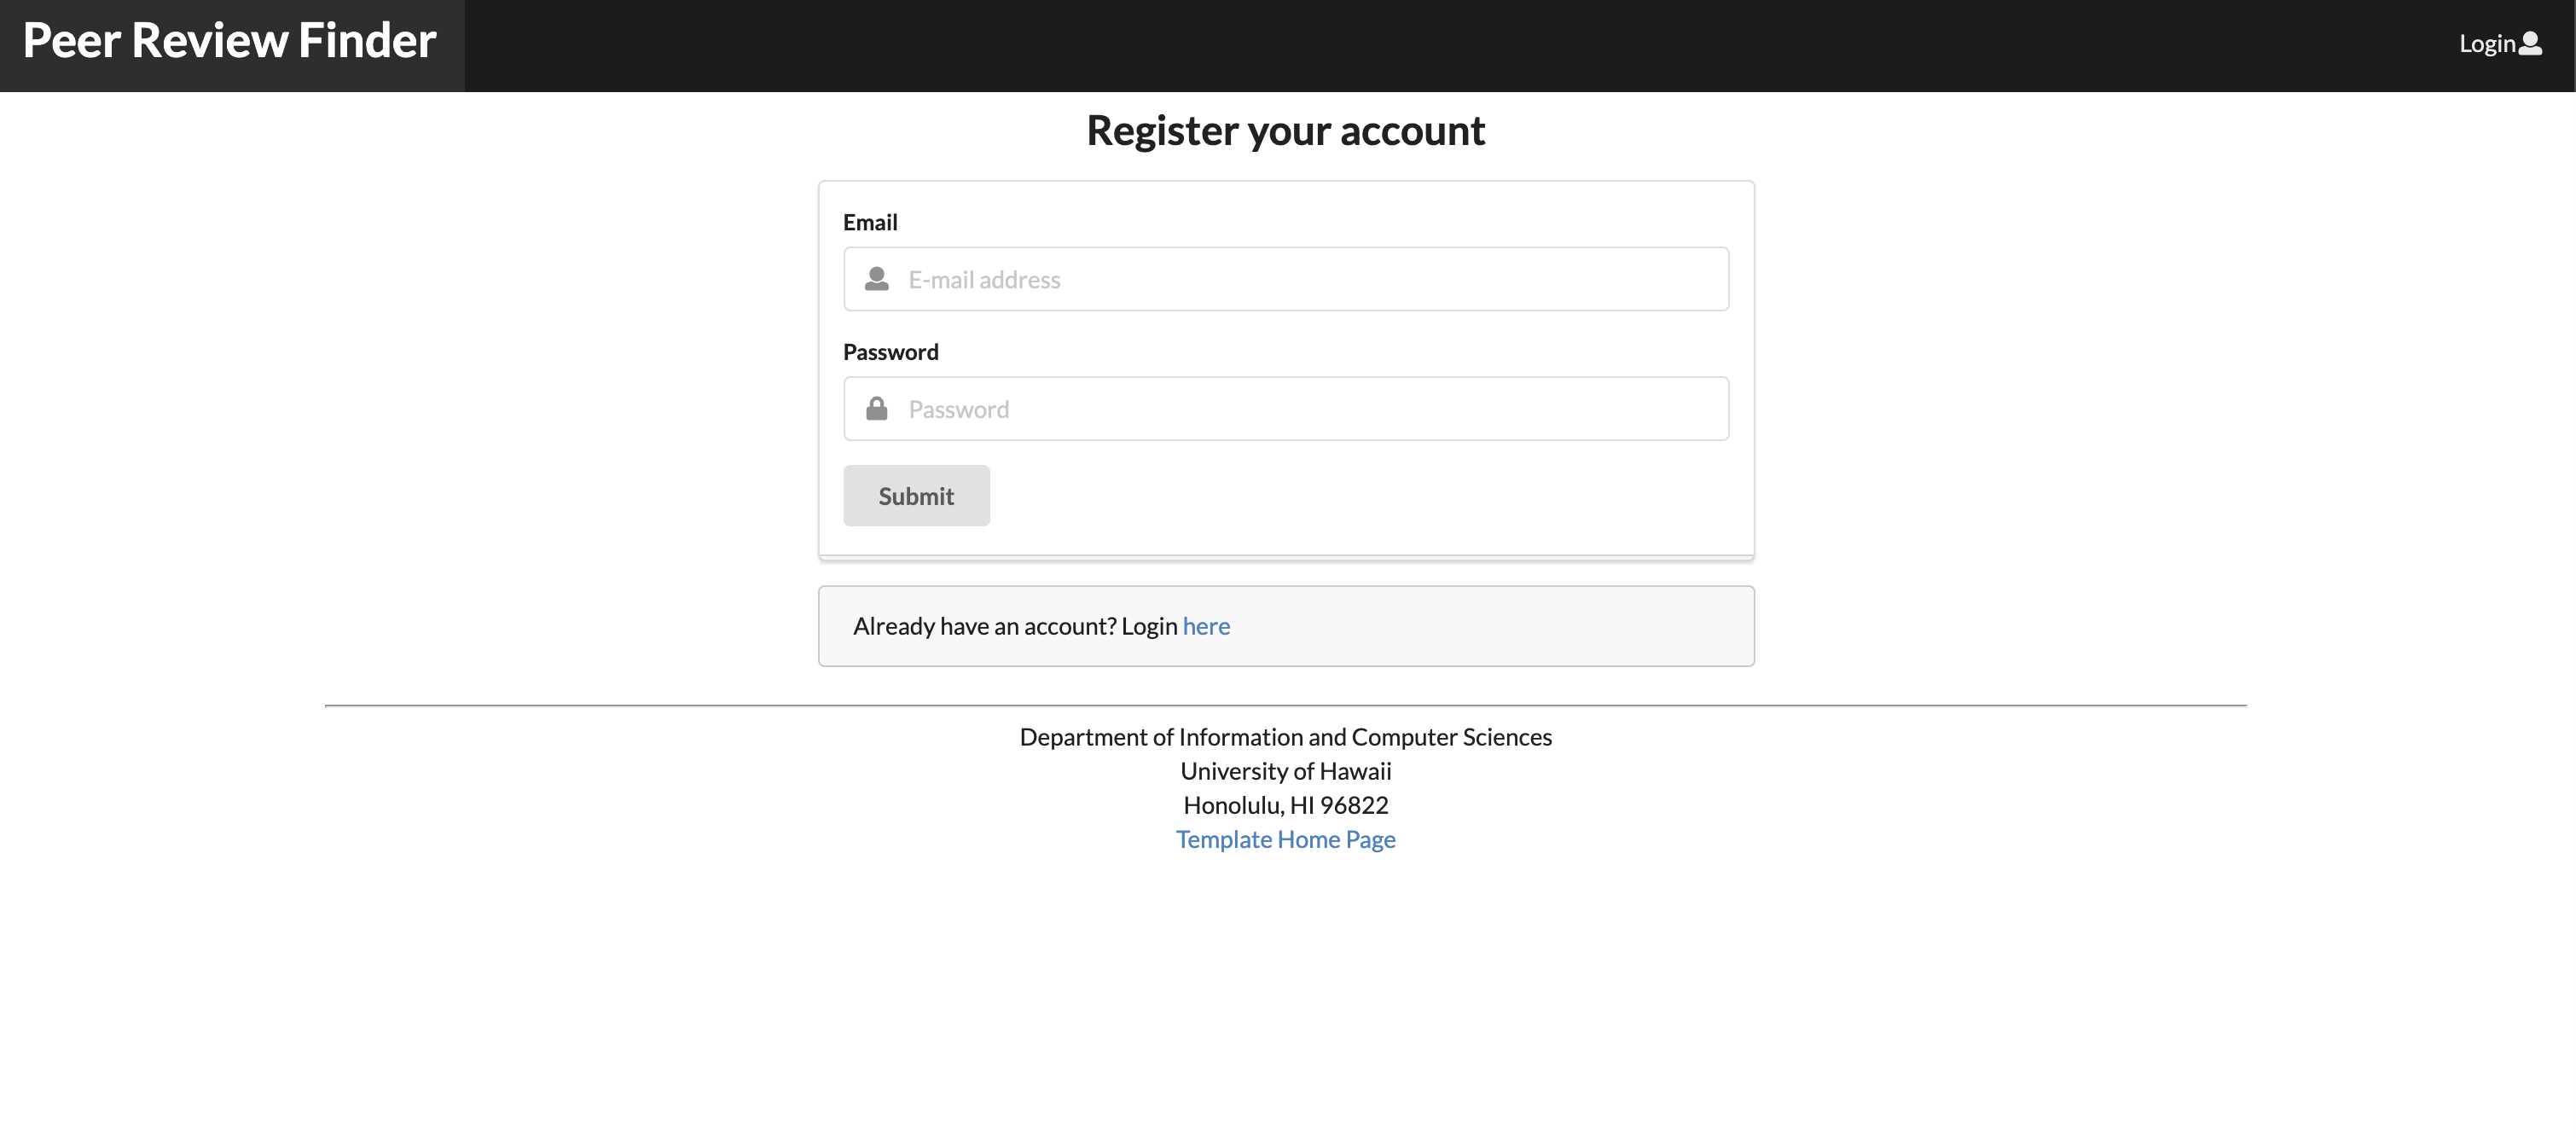 Peer Review Finder
Login
Register your account
Email
E-mail address
Password
Password
Submit
Already have an account? Login here
Department of Information and Computer Sciences
University of Hawaii
Honolulu, HI 96822
Template Home Page